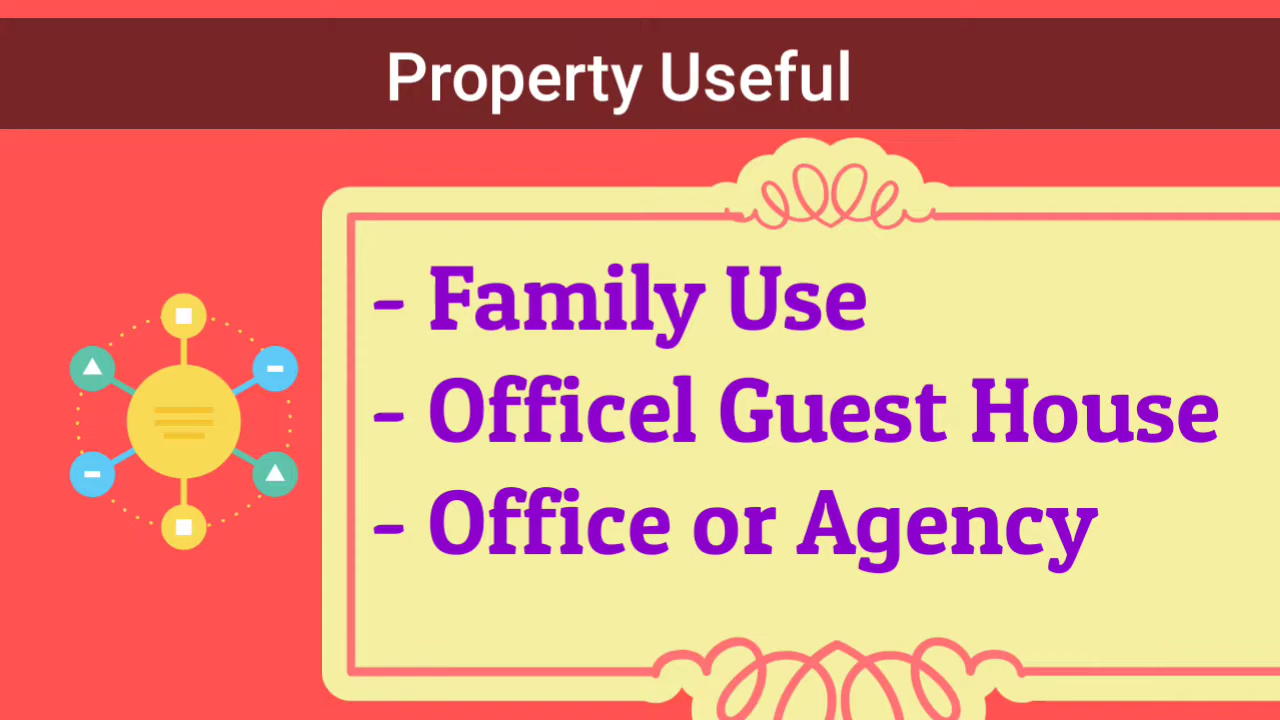 Property Useful
- Family Use
- Officel Guest House
- Office or Agency